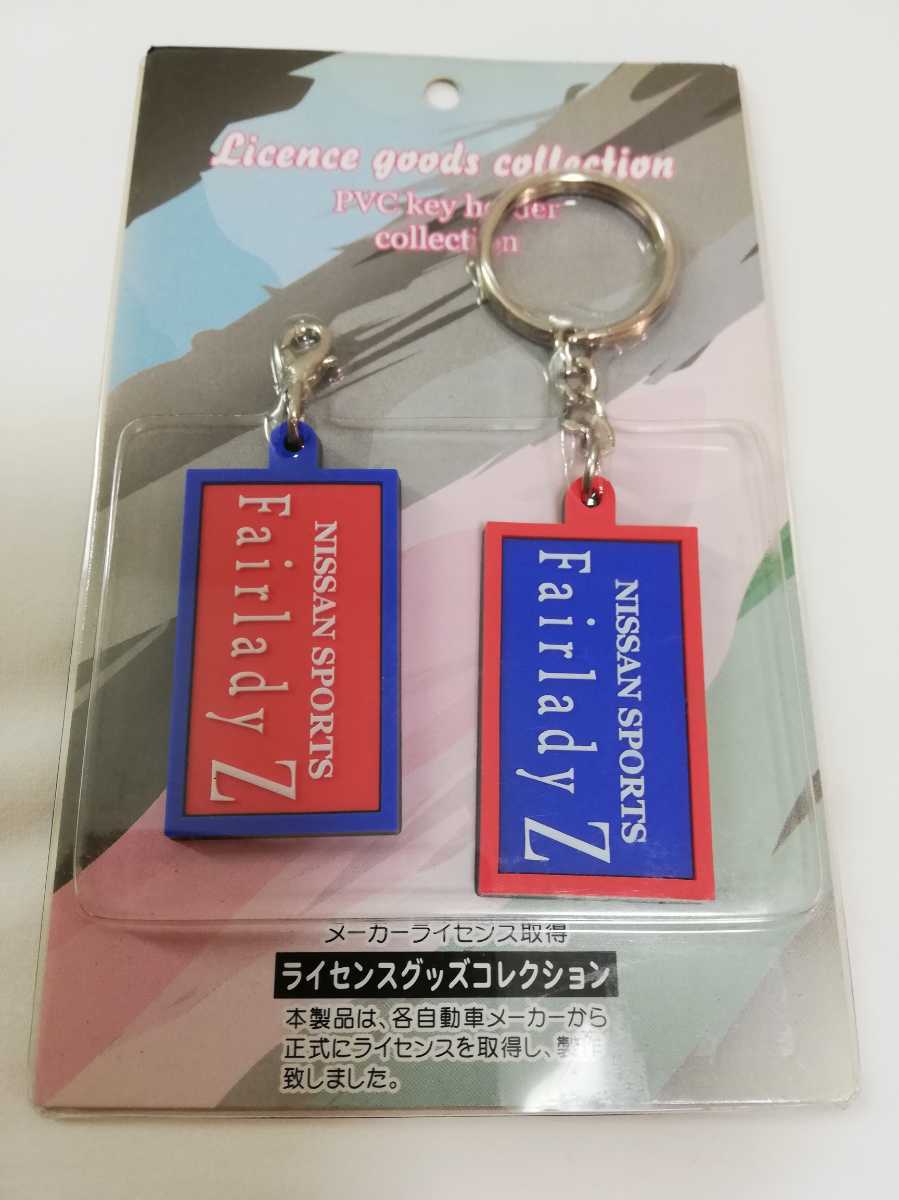 Licence goods collection
PVC key holder
collection
NISSAN SPORTS
Fairlady Z
NISSAN SPORTS
Fairlady Z
メーカーライセンス取得
ライセンスグッズコレクション
本製品は、各自動車メーカーから
正式にライセンスを取得し、製作
致しました。